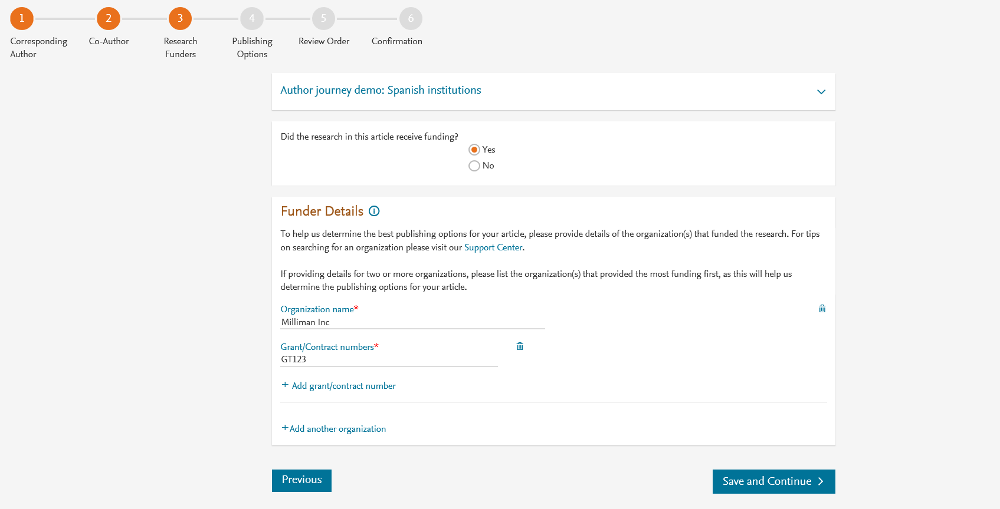 1 2 3 4 5 6
Corresponding Co-Author Research Publishing Review Order Confirmation
Author Funders Options
Author journey demo: Spanish institutions
Did the research in this article receive funding?
Yes
No
Funder Details
To help us determine the best publishing options for your article, please provide details of the organization(s) that funded the research. For tips
on searching for an organization please visit our Support Center.
If providing details for two or more organizations, please list the organization(s) that provided the most funding first, as this will help us
determine the publishing options for your article.
Organization name*
Milliman Inc
Grant/Contract numbers*
GT123
+ Add grant/contract number
+Add another organization
Previous Save and Continue